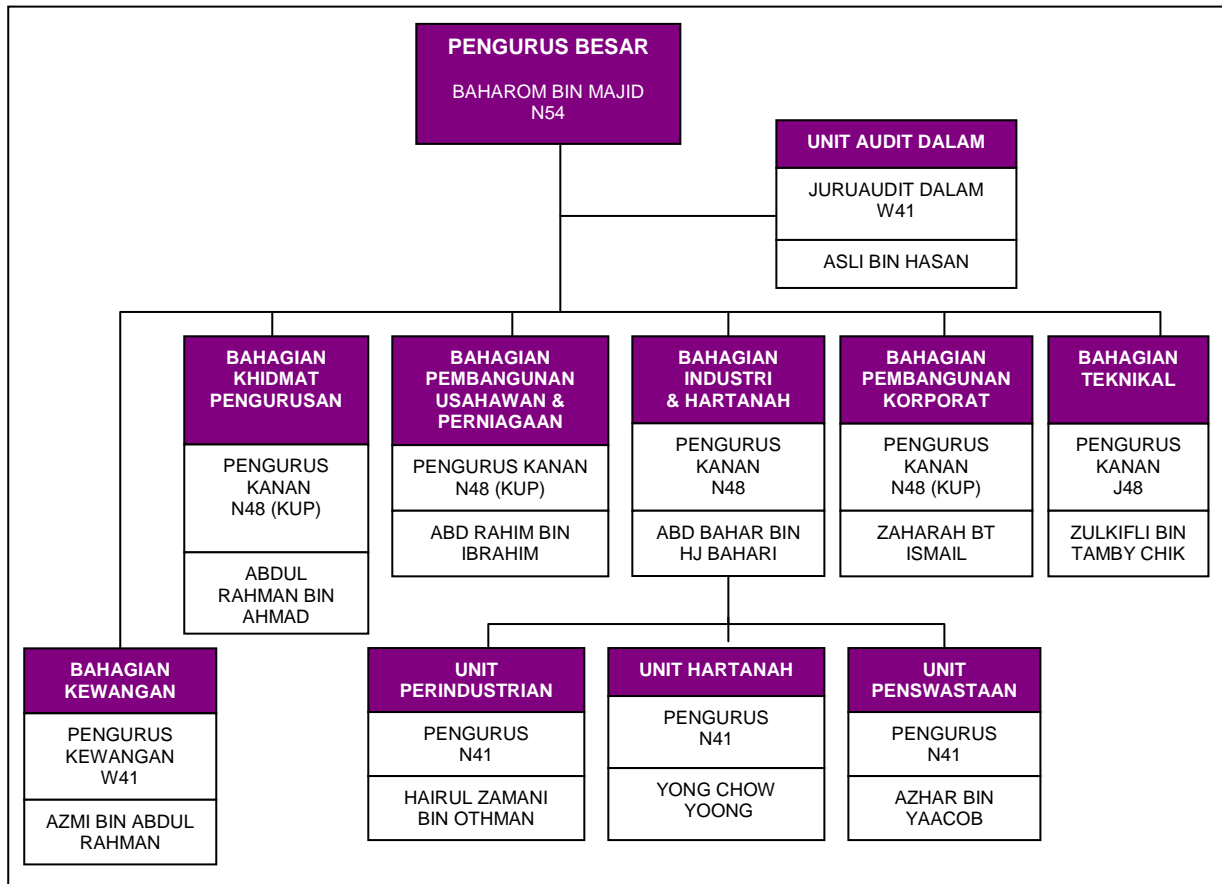 PENGURUS BESAR
BAHAROM BIN MAJID
N54
UNIT AUDIT DALAM
JURUAUDIT DALAM
W41
ASLI BIN HASAN
BAHAGIAN
KHIDMAT
PENGURUSAN
PENGURUS
KANAN
N48 (KUP)
ABDUL
RAHMAN BIN
AHMAD
BAHAGIAN
PEMBANGUNAN
USAHAWAN &
PERNIAGAAN
PENGURUS KANAN
N48 (KUP)
ABD RAHIM BIN
IBRAHIM
BAHAGIAN
INDUSTRI
& HARTANAH
PENGURUS
KANAN
N48
ABD BAHAR BIN
HJ BAHARI
BAHAGIAN
PEMBANGUNAN
KORPORAT
PENGURUS
KANAN
N48 (KUP)
ZAHARAH BT
ISMAIL
BAHAGIAN
TEKNIKAL
PENGURUS
KANAN
J48
ZULKIFLI BIN
TAMBY CHIK
BAHAGIAN
KEWANGAN
PENGURUS
KEWANGAN
W41
AZMI BIN ABDUL
RAHMAN
UNIT
PERINDUSTRIAN
PENGURUS
N41
HAIRUL ZAMANI
BIN OTHMAN
UNIT HARTANAH
PENGURUS
N41
YONG CHOW
YOONG
UNIT
PENSWASTAAN
PENGURUS
N41
AZHAR BIN
YAACOB